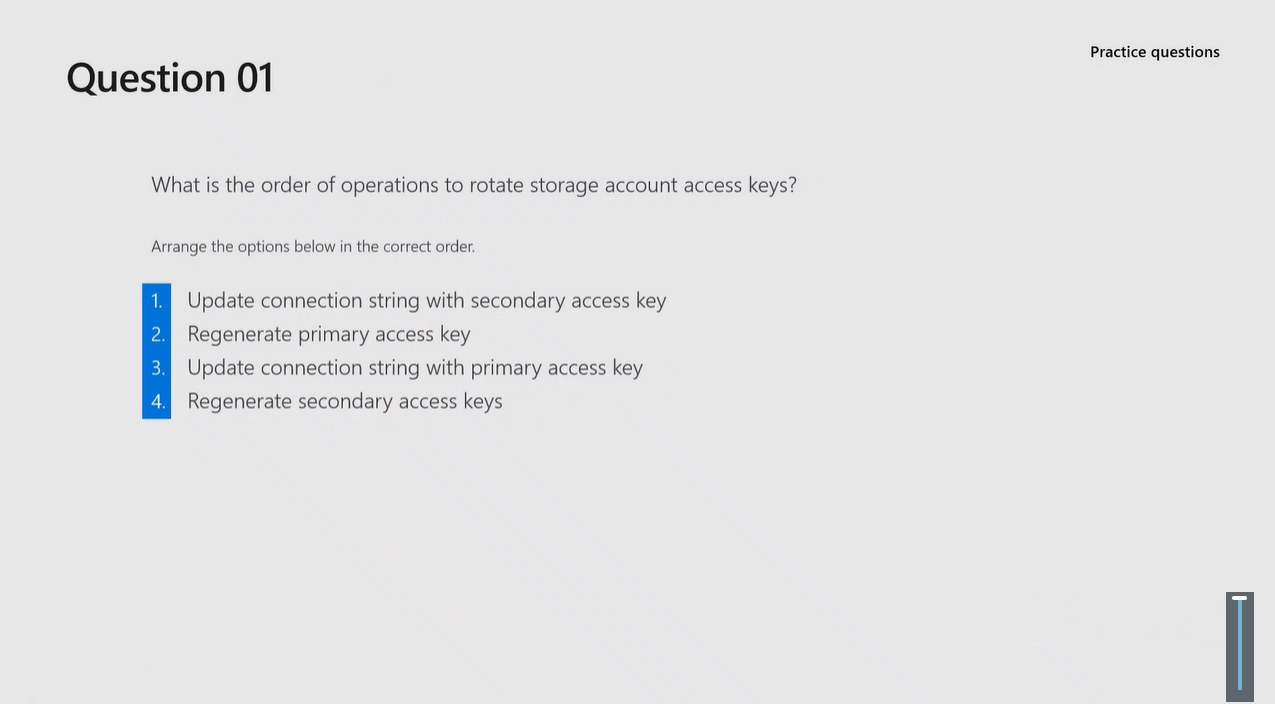 Practice questions
Question 01
What is the order of operations to rotate storage account access keys?
Arrange the options below in the correct order.
1. Update connection string with secondary access key
2. Regenerate primary access key
3. Update connection string with primary access key
4. Regenerate secondary access keys